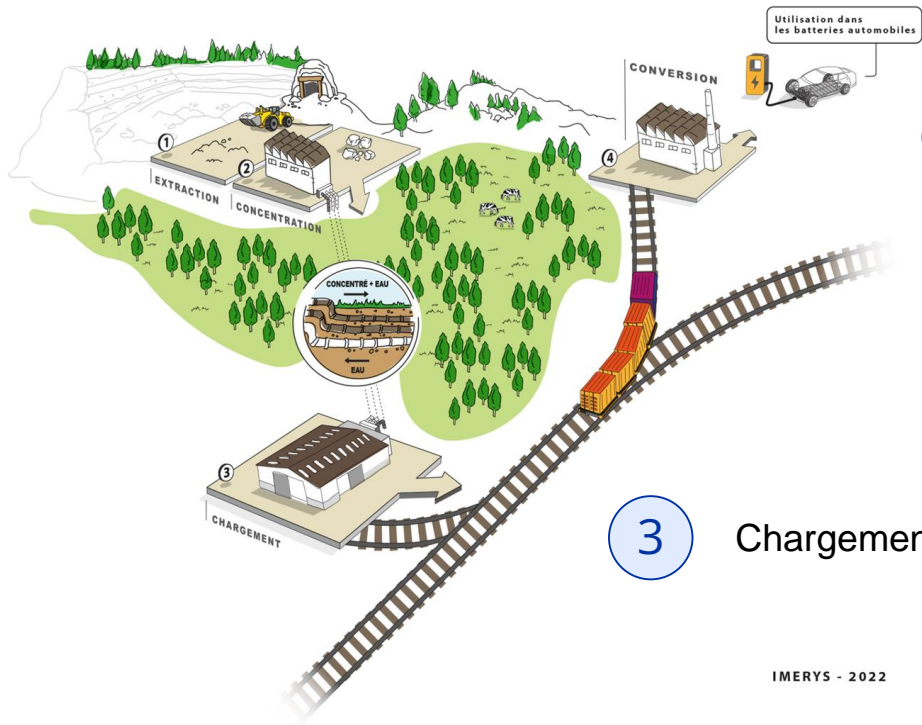 Utilisation dans
les batteries automobiles
CONVERSION
1
2
4
EXTRACTION
CONCENTRATION
CONCENTRÉ + EAU
EAU
3
CHARGEMENT
3 Chargemen
IMERYS - 2022